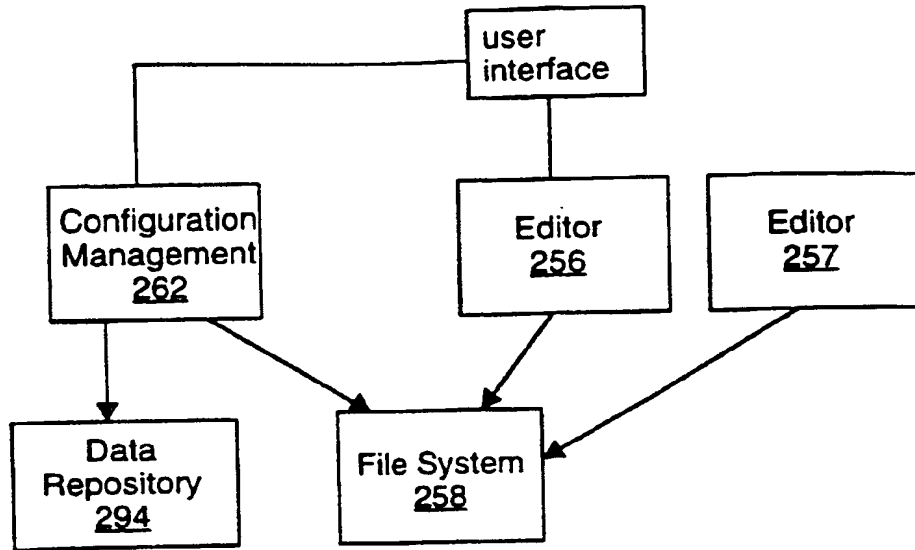 user
interface
Configuration
Management
262
Editor
256
Editor
257
Data
Repository
294
File System
258